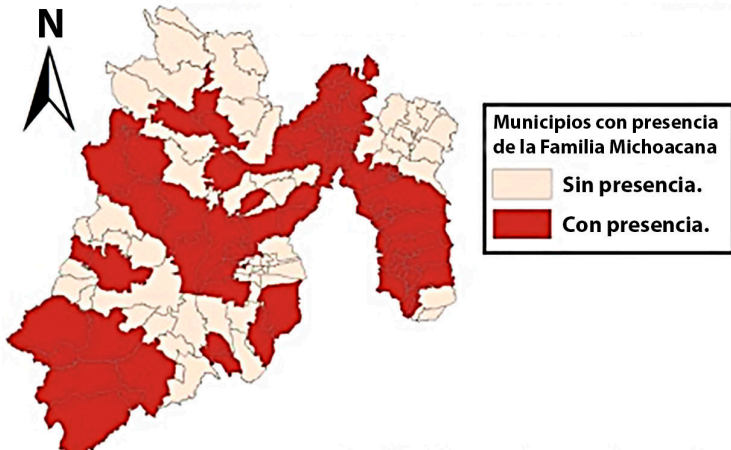 N
Municipios con presencia
de la Familia Michoacana
Sin presencia.
Con presencia.